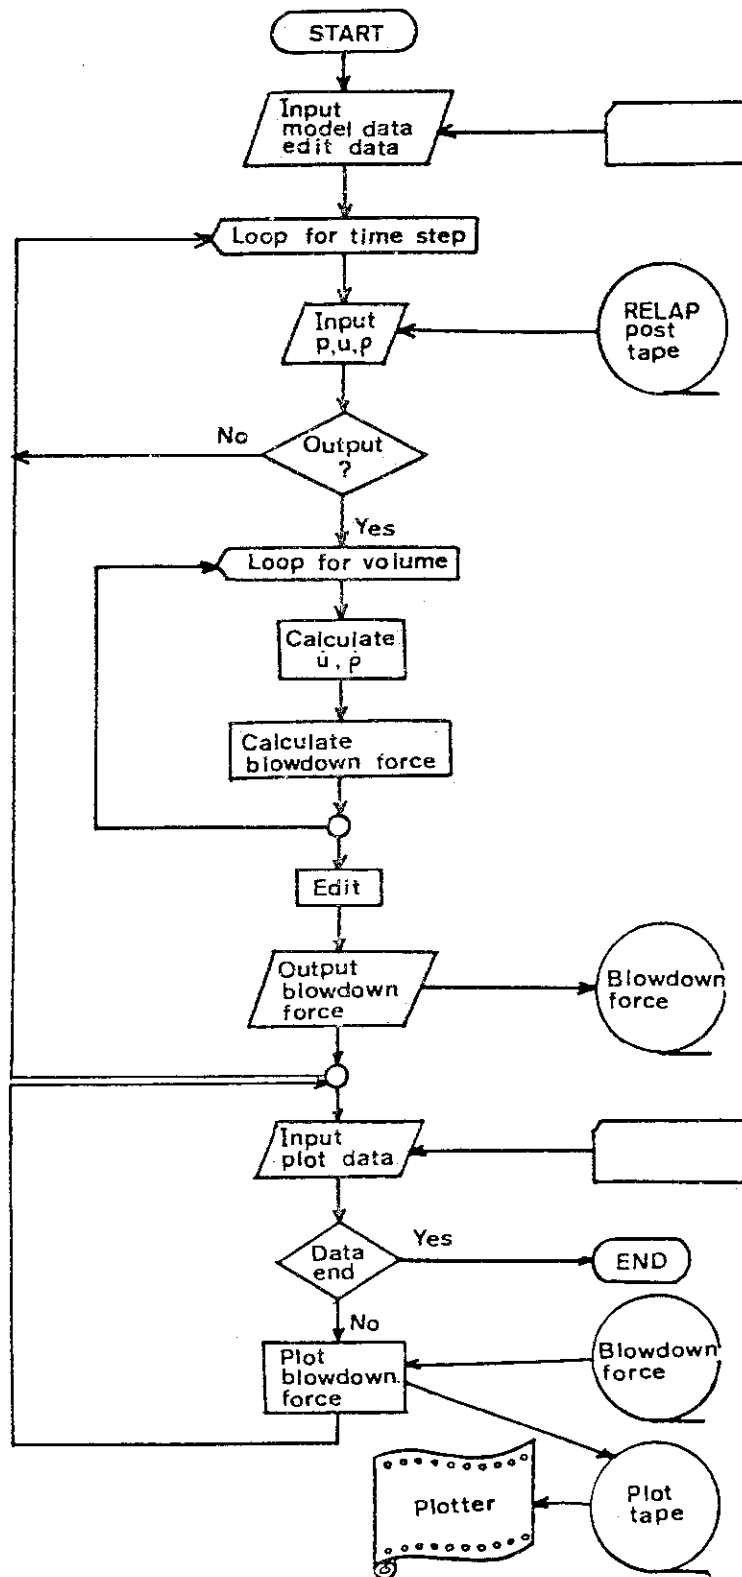 START
Input
model data
edit data
Loop for time step
Input
p,u,ρ
RELAP
post
tape
No
Output
?
Yes
Loop for volume
Calculate
u̇, ρ̇
Calculate
blowdown force
Edit
Output
blowdown
force
Blowdown
force
Input
plot data
Data
end
Yes
END
No
Plot
blowdown
force
Blowdown
force
Plotter
Plot
tape